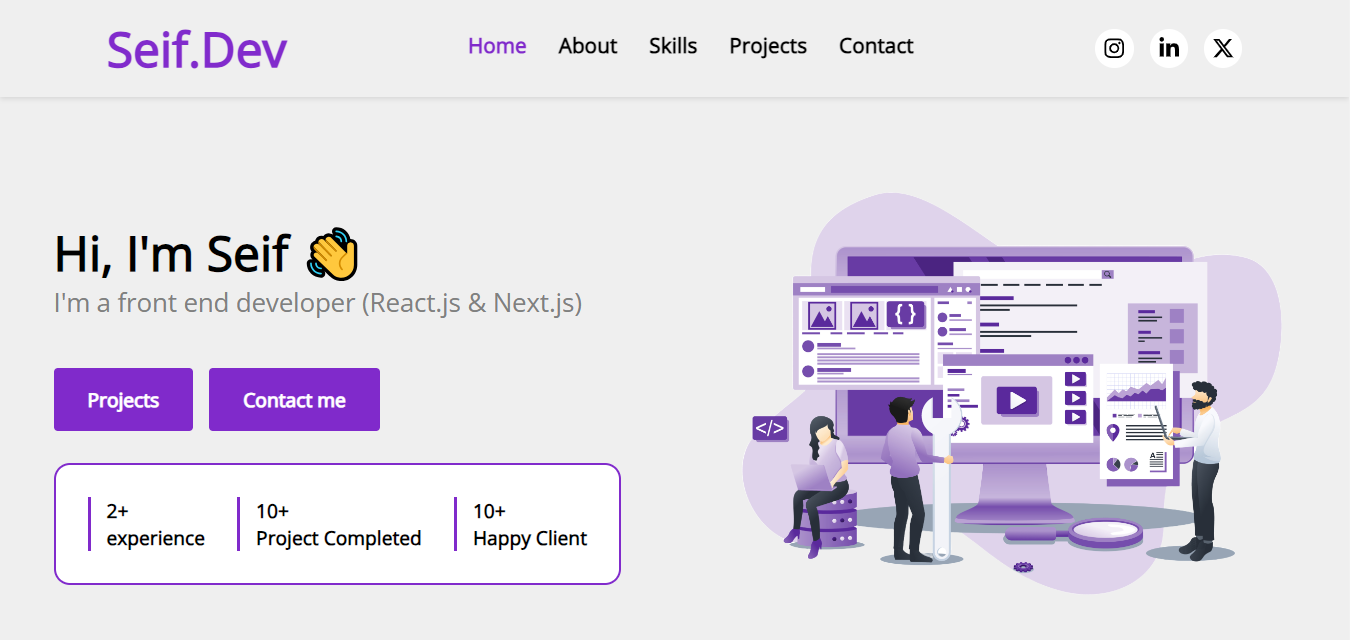 Seif.Dev
Home About Skills Projects Contact
in
X
Hi, I'm Seif 👋
I'm a front end developer (React.js & Next.js)
Projects
Contact me
2+
experience
10+
Project Completed
10+
Happy Client
{}
</>
A